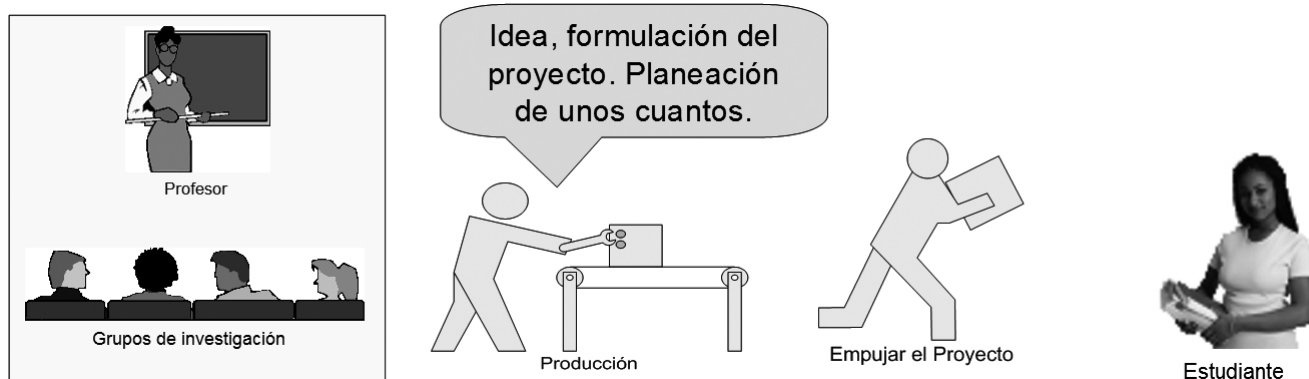 Profesor
Grupos de investigación
Idea, formulación del
proyecto. Planeación
de unos cuantos.
Producción
Empujar el Proyecto
Estudiante